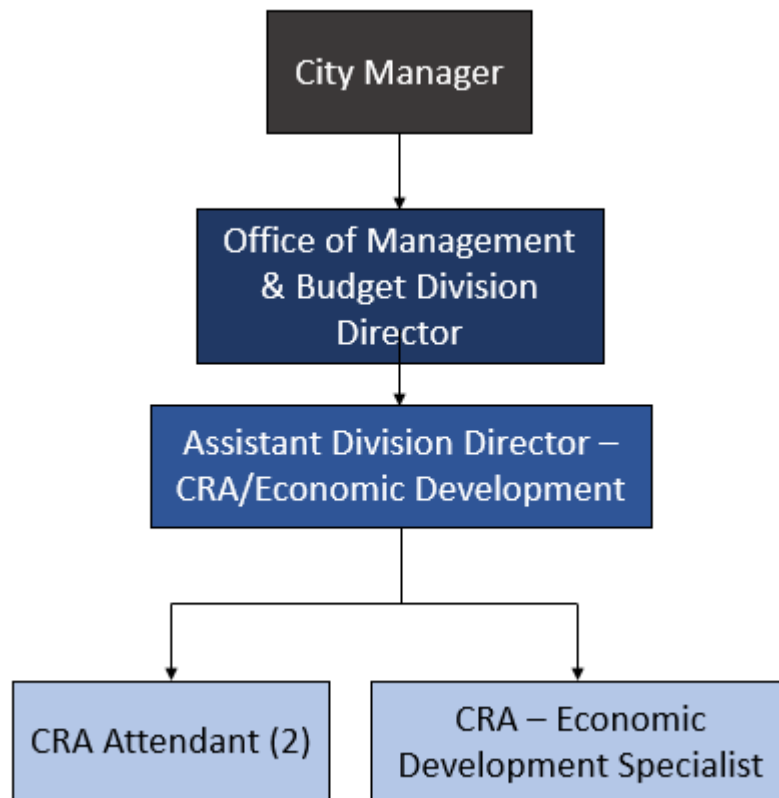 City Manager
Office of Management
& Budget Division
Director
Assistant Division Director –
CRA/Economic Development
CRA Attendant (2)
CRA – Economic
Development Specialist